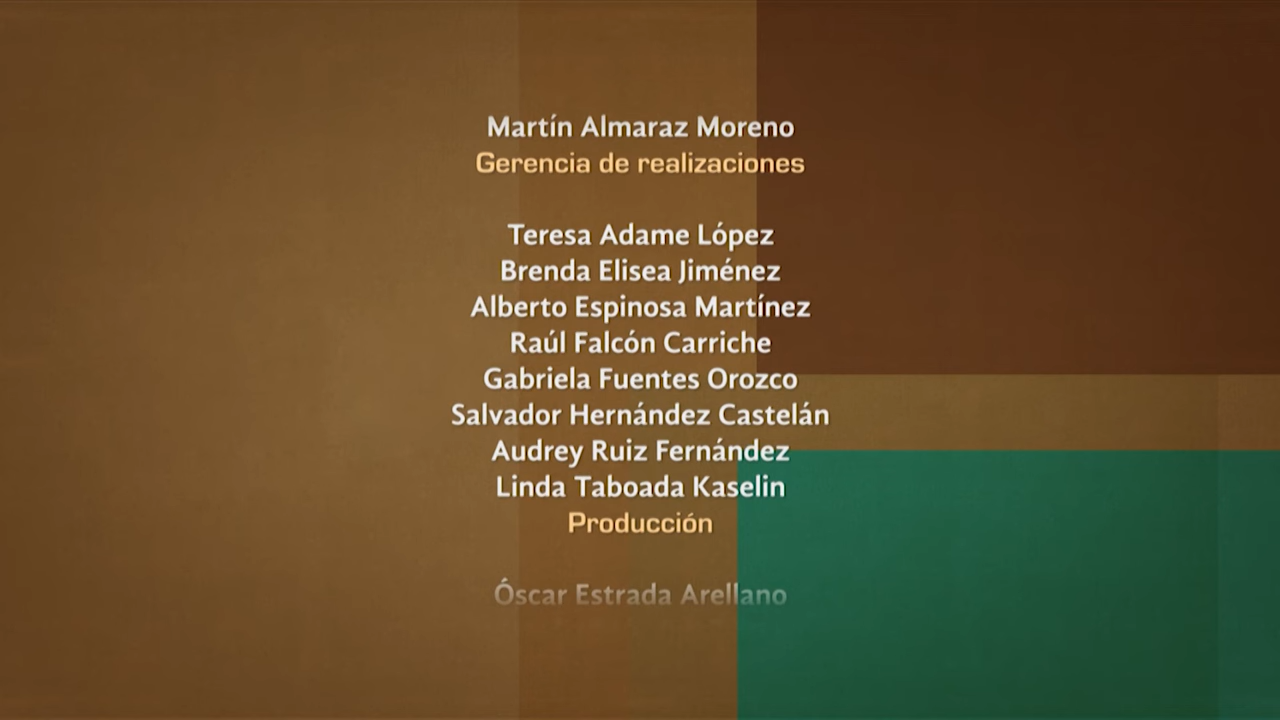 Martín Almaraz Moreno
Gerencia de realizaciones
Teresa Adame López
Brenda Elisea Jiménez
Alberto Espinosa Martínez
Raúl Falcón Carriche
Gabriela Fuentes Orozco
Salvador Hernández Castelán
Audrey Ruiz Fernández
Linda Taboada Kaselin
Producción
Óscar Estrada Arellano